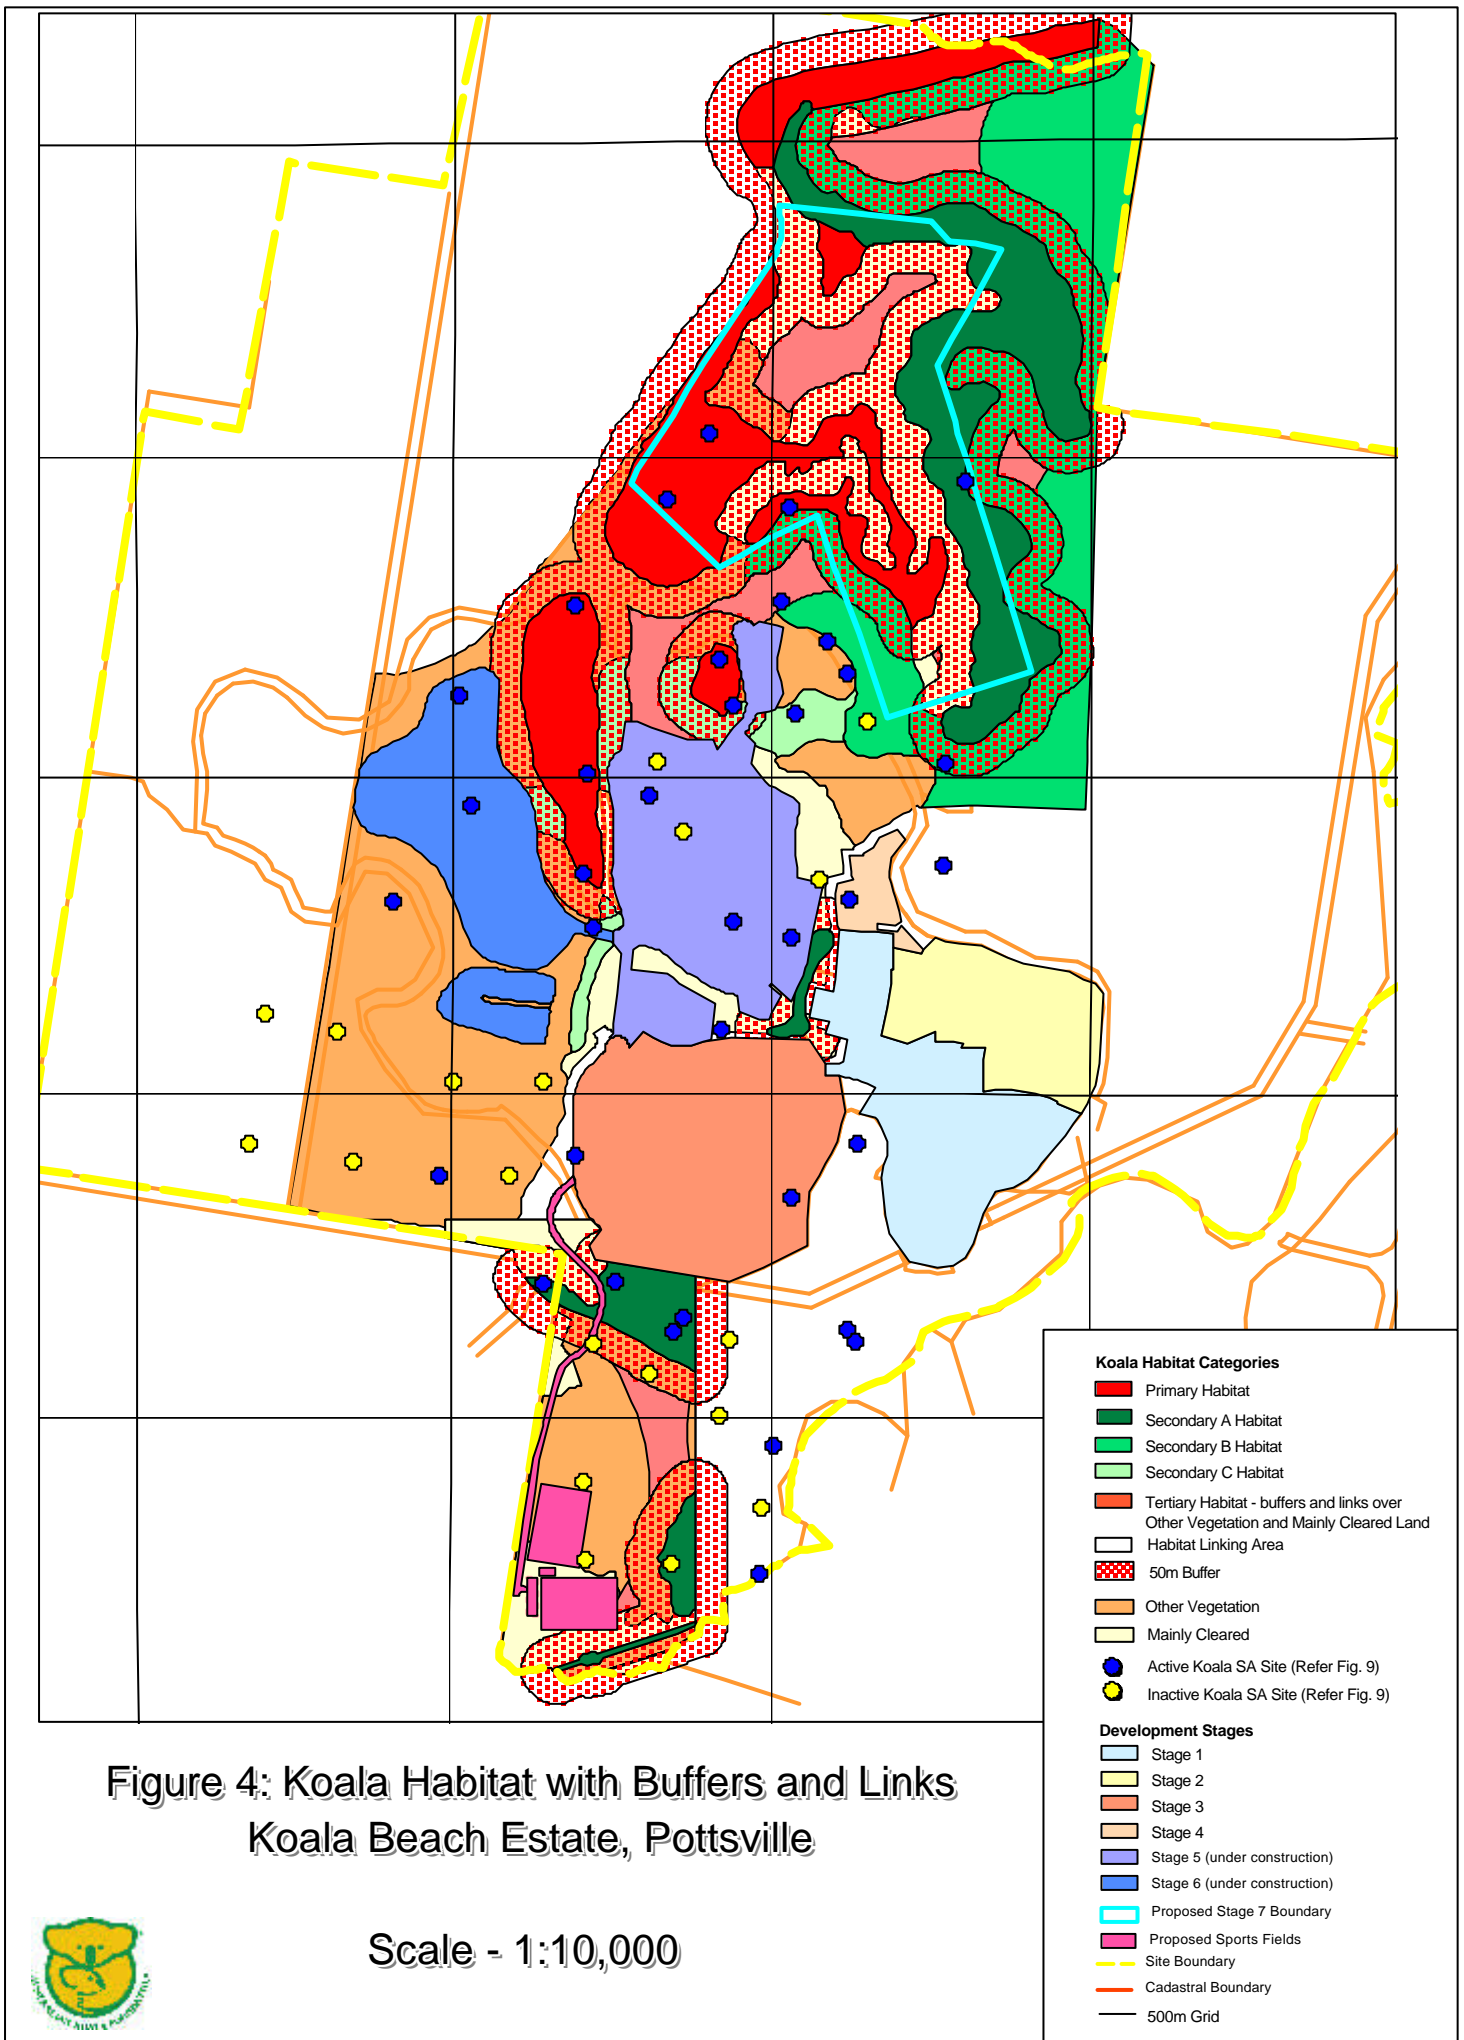 Koala Habitat Categories
Primary Habitat
Secondary A Habitat
Secondary B Habitat
Secondary C Habitat
Tertiary Habitat - buffers and links over
Other Vegetation and Mainly Cleared Land
Habitat Linking Area
50m Buffer
Other Vegetation
Mainly Cleared
Active Koala SA Site (Refer Fig. 9)
Inactive Koala SA Site (Refer Fig. 9)
Development Stages
Stage 1
Stage 2
Stage 3
Stage 4
Stage 5 (under construction)
Stage 6 (under construction)
Proposed Stage 7 Boundary
Proposed Sports Fields
Site Boundary
Cadastral Boundary
500m Grid
Figure 4: Koala Habitat with Buffers and Links
Koala Beach Estate, Pottsville
Scale - 1:10,000